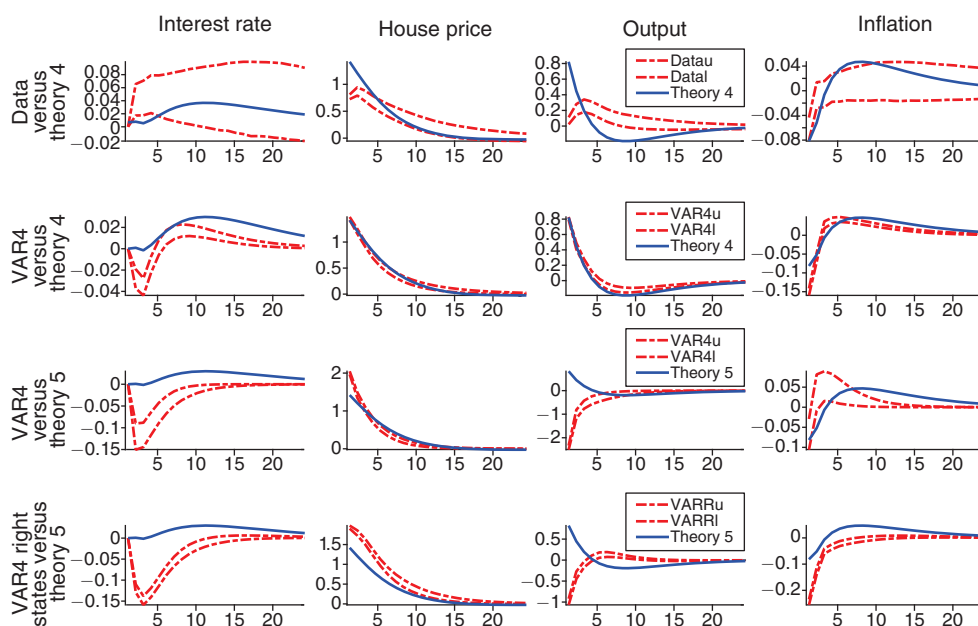 Interest rate
House price
Output
Inflation
Data versus theory 4
0.08
0.06
0.04
0.02
0
−0.02
5 10 15 20
1
0.5
0
5 10 15 20
0.8
0.6
0.4
0.2
0
5 10 15 20
Datau
Datal
Theory 4
0.04
0
−0.04
−0.08
5 10 15 20
VAR4 versus theory 4
0.02
0
−0.02
−0.04
5 10 15 20
1
0.5
0
5 10 15 20
0.8
0.6
0.4
0.2
0
5 10 15 20
VAR4u
VAR4l
Theory 4
0
−0.05
−0.1
−0.15
5 10 15 20
VAR4 versus theory 5
0
−0.05
−0.10
−0.15
5 10 15 20
2
1.5
1
0.5
0
5 10 15 20
0
−1
−2
5 10 15 20
VAR4u
VAR4l
Theory 5
0.05
0
−0.05
−0.1
5 10 15 20
VAR4 right states versus theory 5
0
−0.05
−0.1
−0.15
5 10 15 20
1.5
1
0.5
0
5 10 15 20
0.5
0
−0.5
−1
5 10 15 20
VARRu
VARRl
Theory 5
0
−0.1
−0.2
5 10 15 20